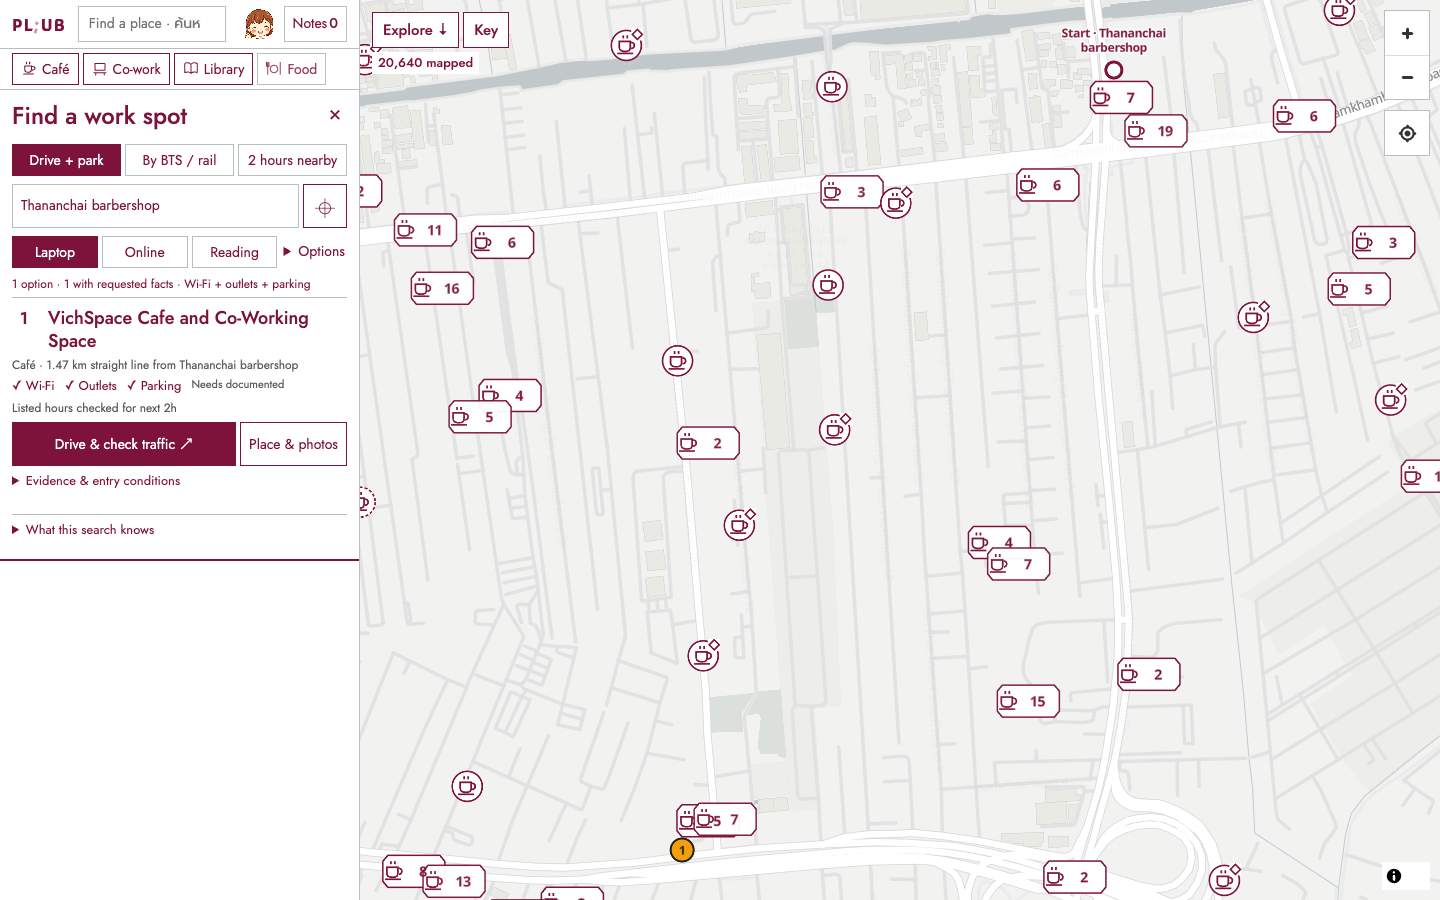 PL:UB
Find a place · ค้นห
Notes 0
Café
Co-work
Library
Food
Find a work spot
×
Drive + park
By BTS / rail
2 hours nearby
Thananchai barbershop
Laptop
Online
Reading
▶ Options
1 option · 1 with requested facts · Wi-Fi + outlets + parking
1
VichSpace Cafe and Co-Working
Space
Café · 1.47 km straight line from Thananchai barbershop
✓ Wi-Fi ✓ Outlets ✓ Parking Needs documented
Listed hours checked for next 2h
Drive & check traffic ↗
Place & photos
▶ Evidence & entry conditions
▶ What this search knows
Explore ↓
Key
20,640 mapped
Start · Thananchai
barbershop
7
19
6
+
−
2
3
6
11
6
3
16
5
4
5
2
4
7
2
15
5
7
1
13
2